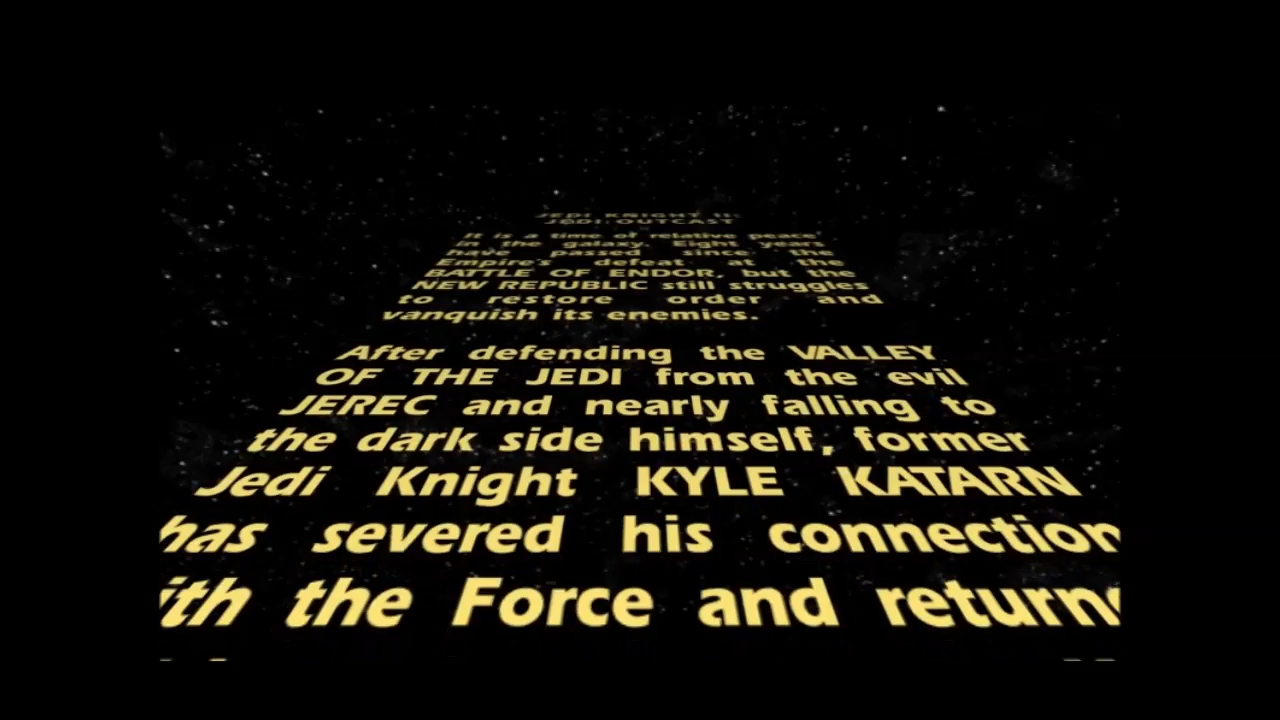 JEDI KNIGHT II:
JEDI OUTCAST
It is a time of relative peace
in the galaxy. Eight years
have passed since the
Empire's defeat at the
BATTLE OF ENDOR, but the
NEW REPUBLIC still struggles
to restore order and
vanquish its enemies.
After defending the VALLEY
OF THE JEDI from the evil
JEREC and nearly falling to
the dark side himself, former
Jedi Knight KYLE KATARN
has severed his connection
ith the Force and return